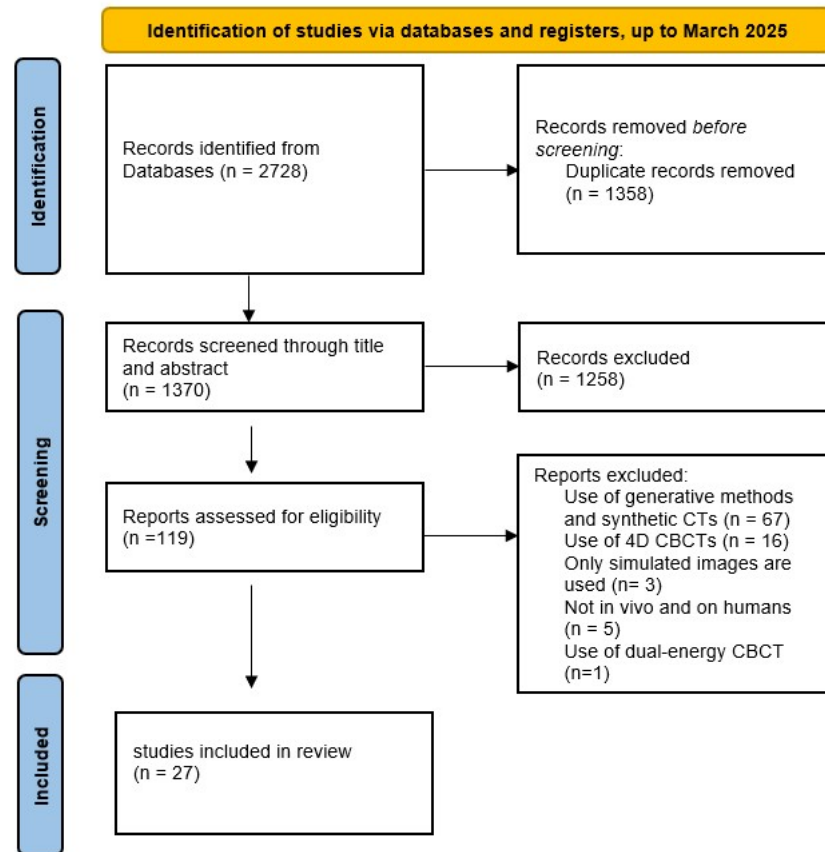 Identification of studies via databases and registers, up to March 2025
Identification
Records identified from
Databases (n = 2728)
Records removed before
screening:
Duplicate records removed
(n = 1358)
Screening
Records screened through title
and abstract
(n = 1370)
Records excluded
(n = 1258)
Reports assessed for eligibility
(n =119)
Reports excluded:
Use of generative methods
and synthetic CTs (n = 67)
Use of 4D CBCTs (n = 16)
Only simulated images are
used (n= 3)
Not in vivo and on humans
(n = 5)
Use of dual-energy CBCT
(n=1)
Included
studies included in review
(n = 27)